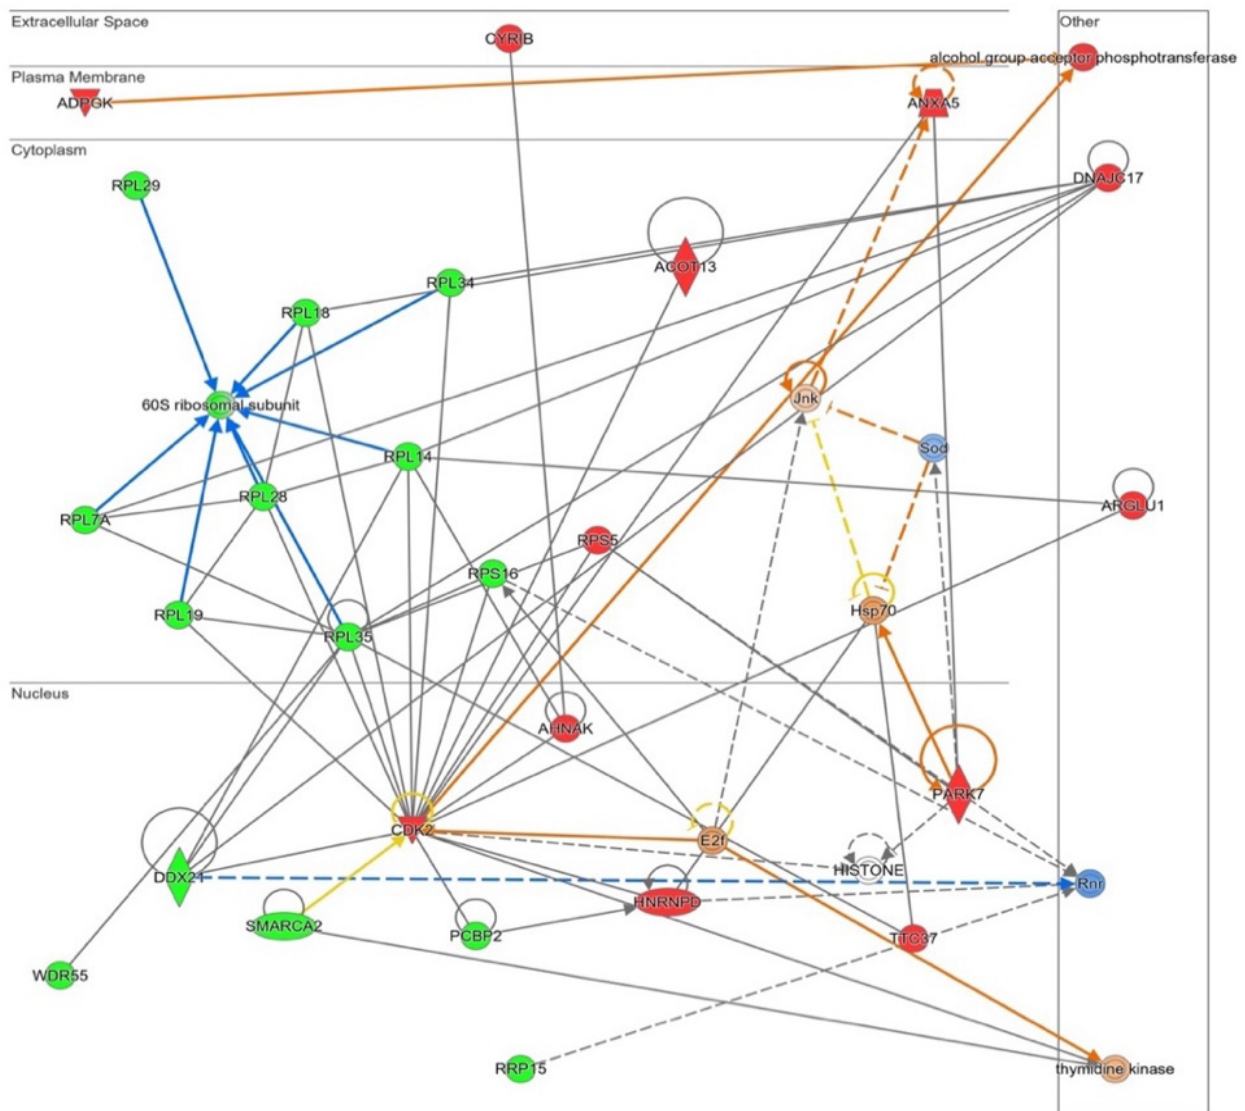 Extracellular Space
Other
CYRIB
alcohol group acceptor phosphotransferase
Plasma Membrane
ADPGK
ANXA5
Cytoplasm
DNAJC17
RPL29
ACOT13
RPL34
RPL18
Jnk
60S ribosomal subunit
Sod
RPL14
RPL28
ARGLU1
RPL7A
RPS5
RPS16
Hsp70
RPL19
RPL35
Nucleus
AHNAK
PARK7
CDK2
E2f
HISTONE
DDX21
Rnr
HNRNPD
SMARCA2
PCBP2
TTC37
WDR55
RRP15
thymidine kinase